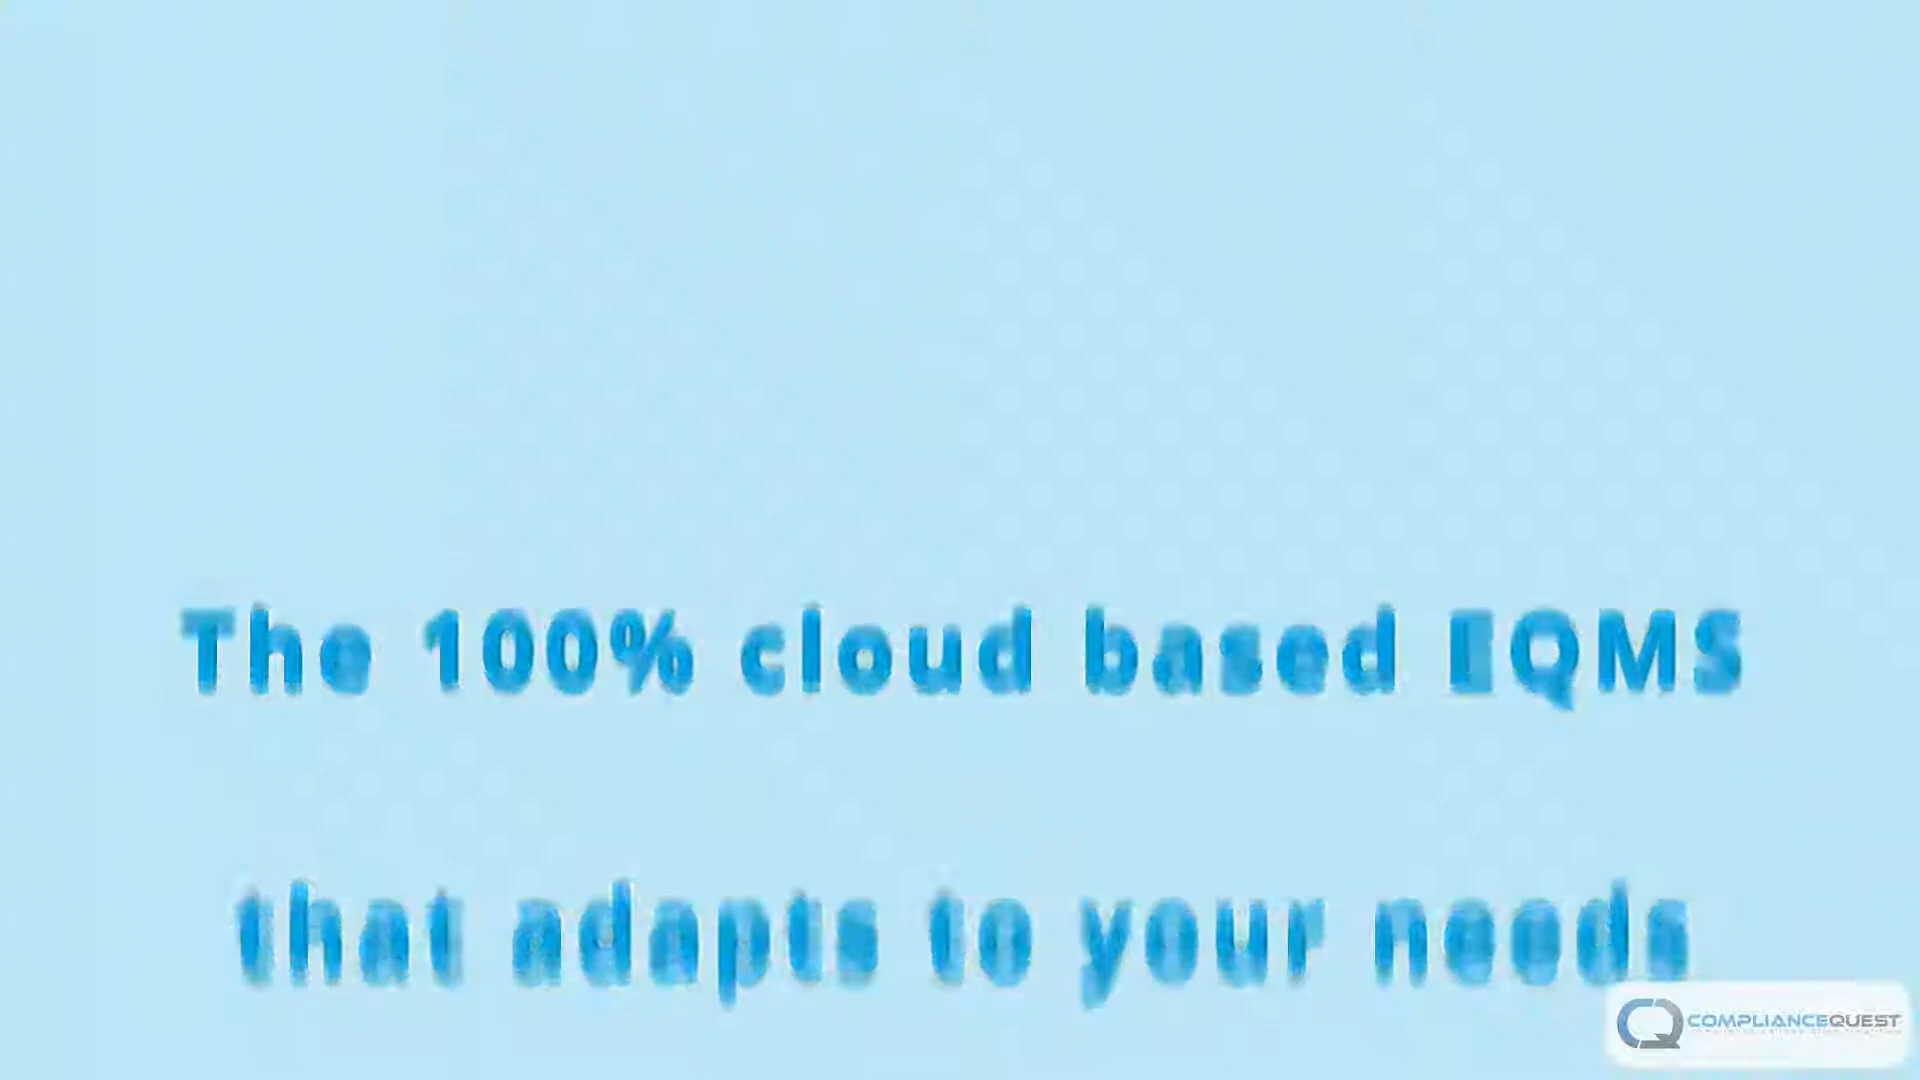 The 100% cloud based EQMS
that adapts to your needs
COMPLIANCEQUEST